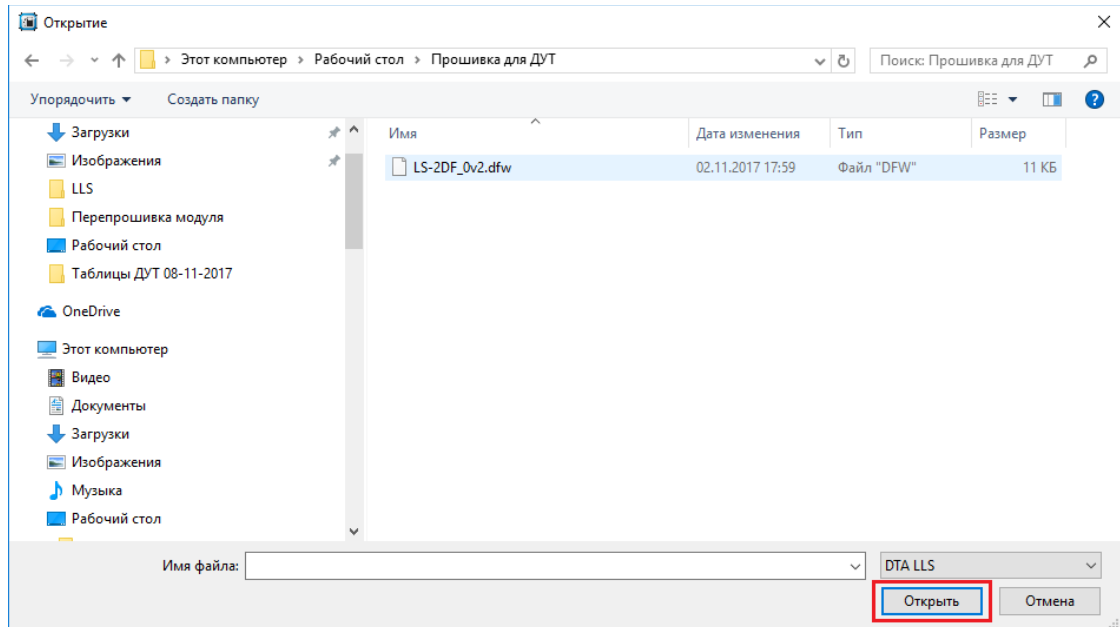 Открытие
Этот компьютер > Рабочий стол > Прошивка для ДУТ
Поиск: Прошивка для ДУТ
Упорядочить
Создать папку
Имя
Дата изменения
Тип
Размер
LS-2DF_0v2.dfw
02.11.2017 17:59
Файл "DFW"
11 КБ
Загрузки
Изображения
LLS
Перепрошивка модуля
Рабочий стол
Таблицы ДУТ 08-11-2017
OneDrive
Этот компьютер
Видео
Документы
Загрузки
Изображения
Музыка
Рабочий стол
Имя файла:
DTA LLS
Открыть
Отмена